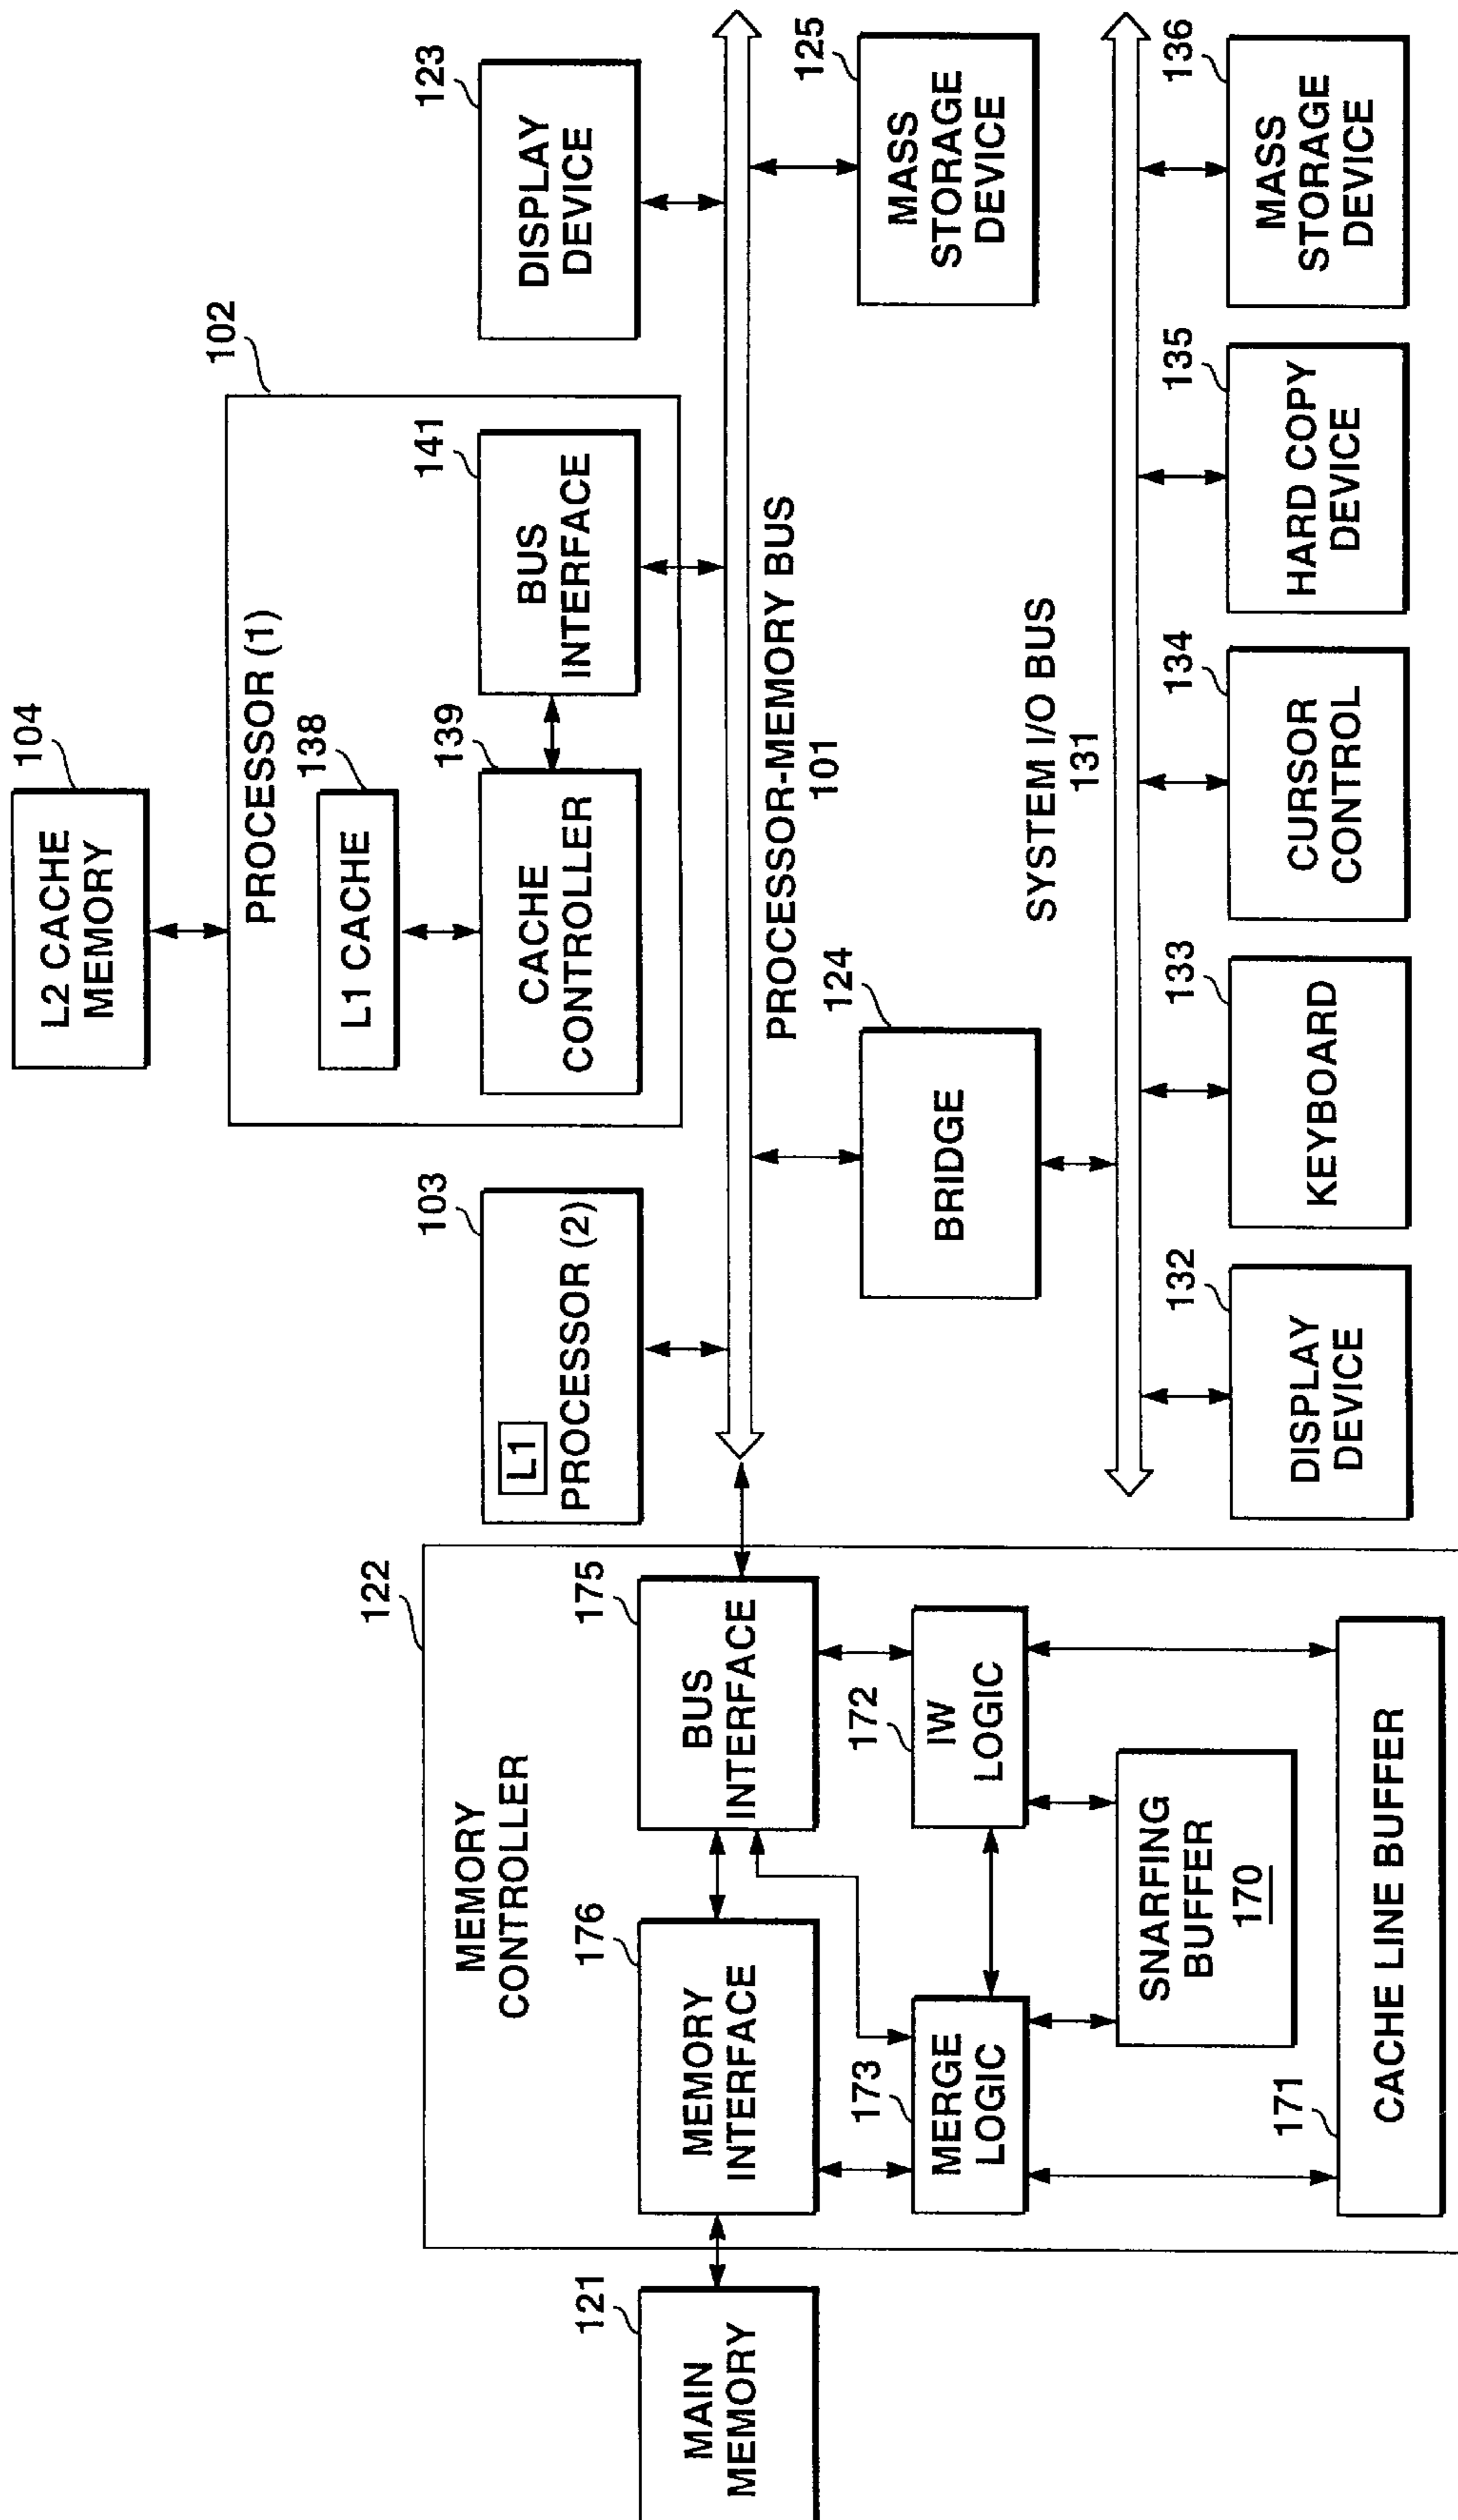 104
L2 CACHE
MEMORY
102
PROCESSOR (1)
138
L1 CACHE
139
CACHE
CONTROLLER
141
BUS
INTERFACE
103
L1
PROCESSOR (2)
123
DISPLAY
DEVICE
122
MEMORY
CONTROLLER
121
MAIN
MEMORY
176
MEMORY
INTERFACE
175
BUS
INTERFACE
173
MERGE
LOGIC
172
IW
LOGIC
SNARFING
BUFFER
170
171
CACHE LINE BUFFER
PROCESSOR-MEMORY BUS
101
124
BRIDGE
125
MASS
STORAGE
DEVICE
SYSTEM I/O BUS
131
132
DISPLAY
DEVICE
133
KEYBOARD
134
CURSOR
CONTROL
135
HARD COPY
DEVICE
136
MASS
STORAGE
DEVICE